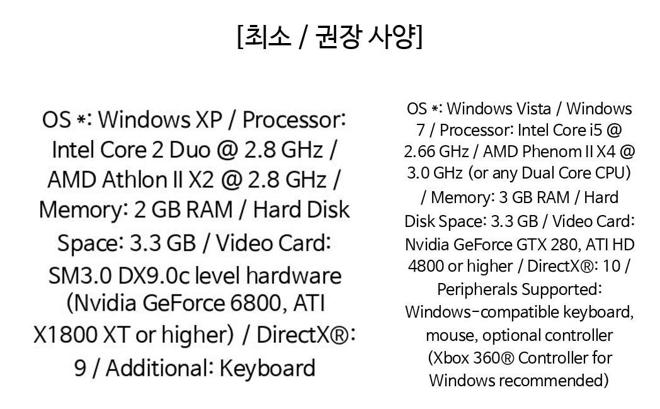 [최소 / 권장 사양]
OS *: Windows XP / Processor:
Intel Core 2 Duo @ 2.8 GHz /
AMD Athlon II X2 @ 2.8 GHz /
Memory: 2 GB RAM / Hard Disk
Space: 3.3 GB / Video Card:
SM3.0 DX9.0c level hardware
(Nvidia GeForce 6800, ATI
X1800 XT or higher) / DirectX®:
9 / Additional: Keyboard
OS *: Windows Vista / Windows
7 / Processor: Intel Core i5 @
2.66 GHz / AMD Phenom II X4 @
3.0 GHz (or any Dual Core CPU)
/ Memory: 3 GB RAM / Hard
Disk Space: 3.3 GB / Video Card:
Nvidia GeForce GTX 280, ATI HD
4800 or higher / DirectX®: 10 /
Peripherals Supported:
Windows-compatible keyboard,
mouse, optional controller
(Xbox 360® Controller for
Windows recommended)